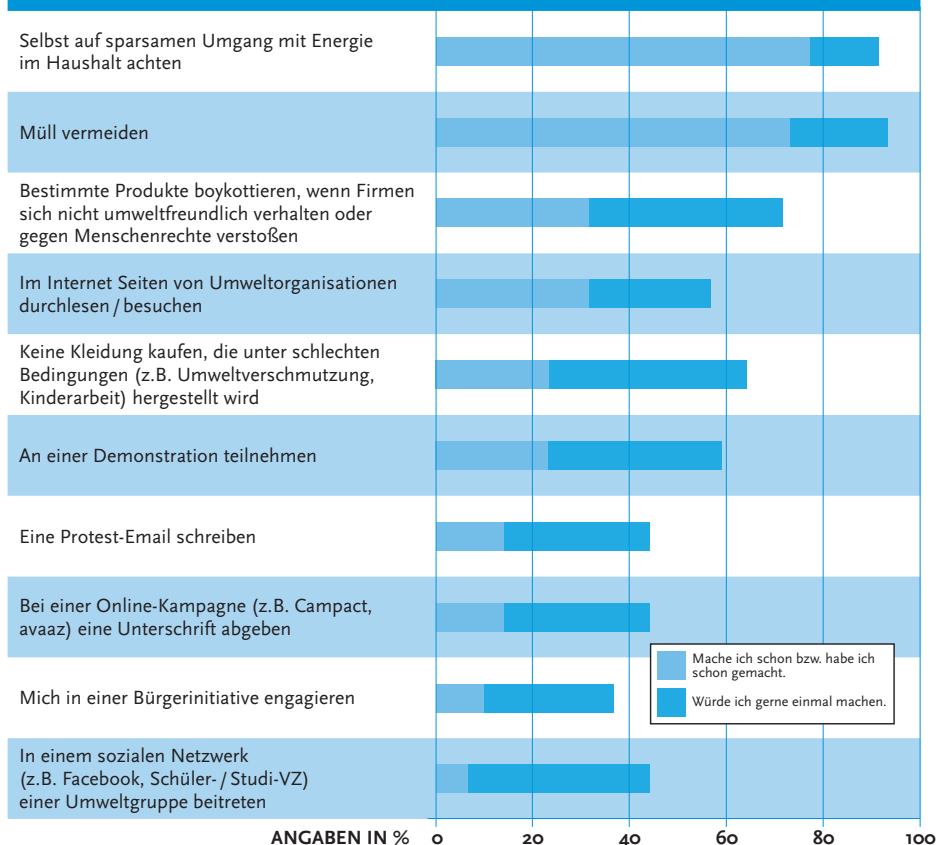 Selbst auf sparsamen Umgang mit Energie
im Haushalt achten
Müll vermeiden
Bestimmte Produkte boykottieren, wenn Firmen
sich nicht umweltfreundlich verhalten oder
gegen Menschenrechte verstoßen
Im Internet Seiten von Umweltorganisationen
durchlesen / besuchen
Keine Kleidung kaufen, die unter schlechten
Bedingungen (z.B. Umweltverschmutzung,
Kinderarbeit) hergestellt wird
An einer Demonstration teilnehmen
Eine Protest-Email schreiben
Bei einer Online-Kampagne (z.B. Campact,
avaaz) eine Unterschrift abgeben
Mich in einer Bürgerinitiative engagieren
In einem sozialen Netzwerk
(z.B. Facebook, Schüler- / Studi-VZ)
einer Umweltgruppe beitreten
Mache ich schon bzw. habe ich
schon gemacht.
Würde ich gerne einmal machen.
ANGABEN IN % 0 20 40 60 80 100